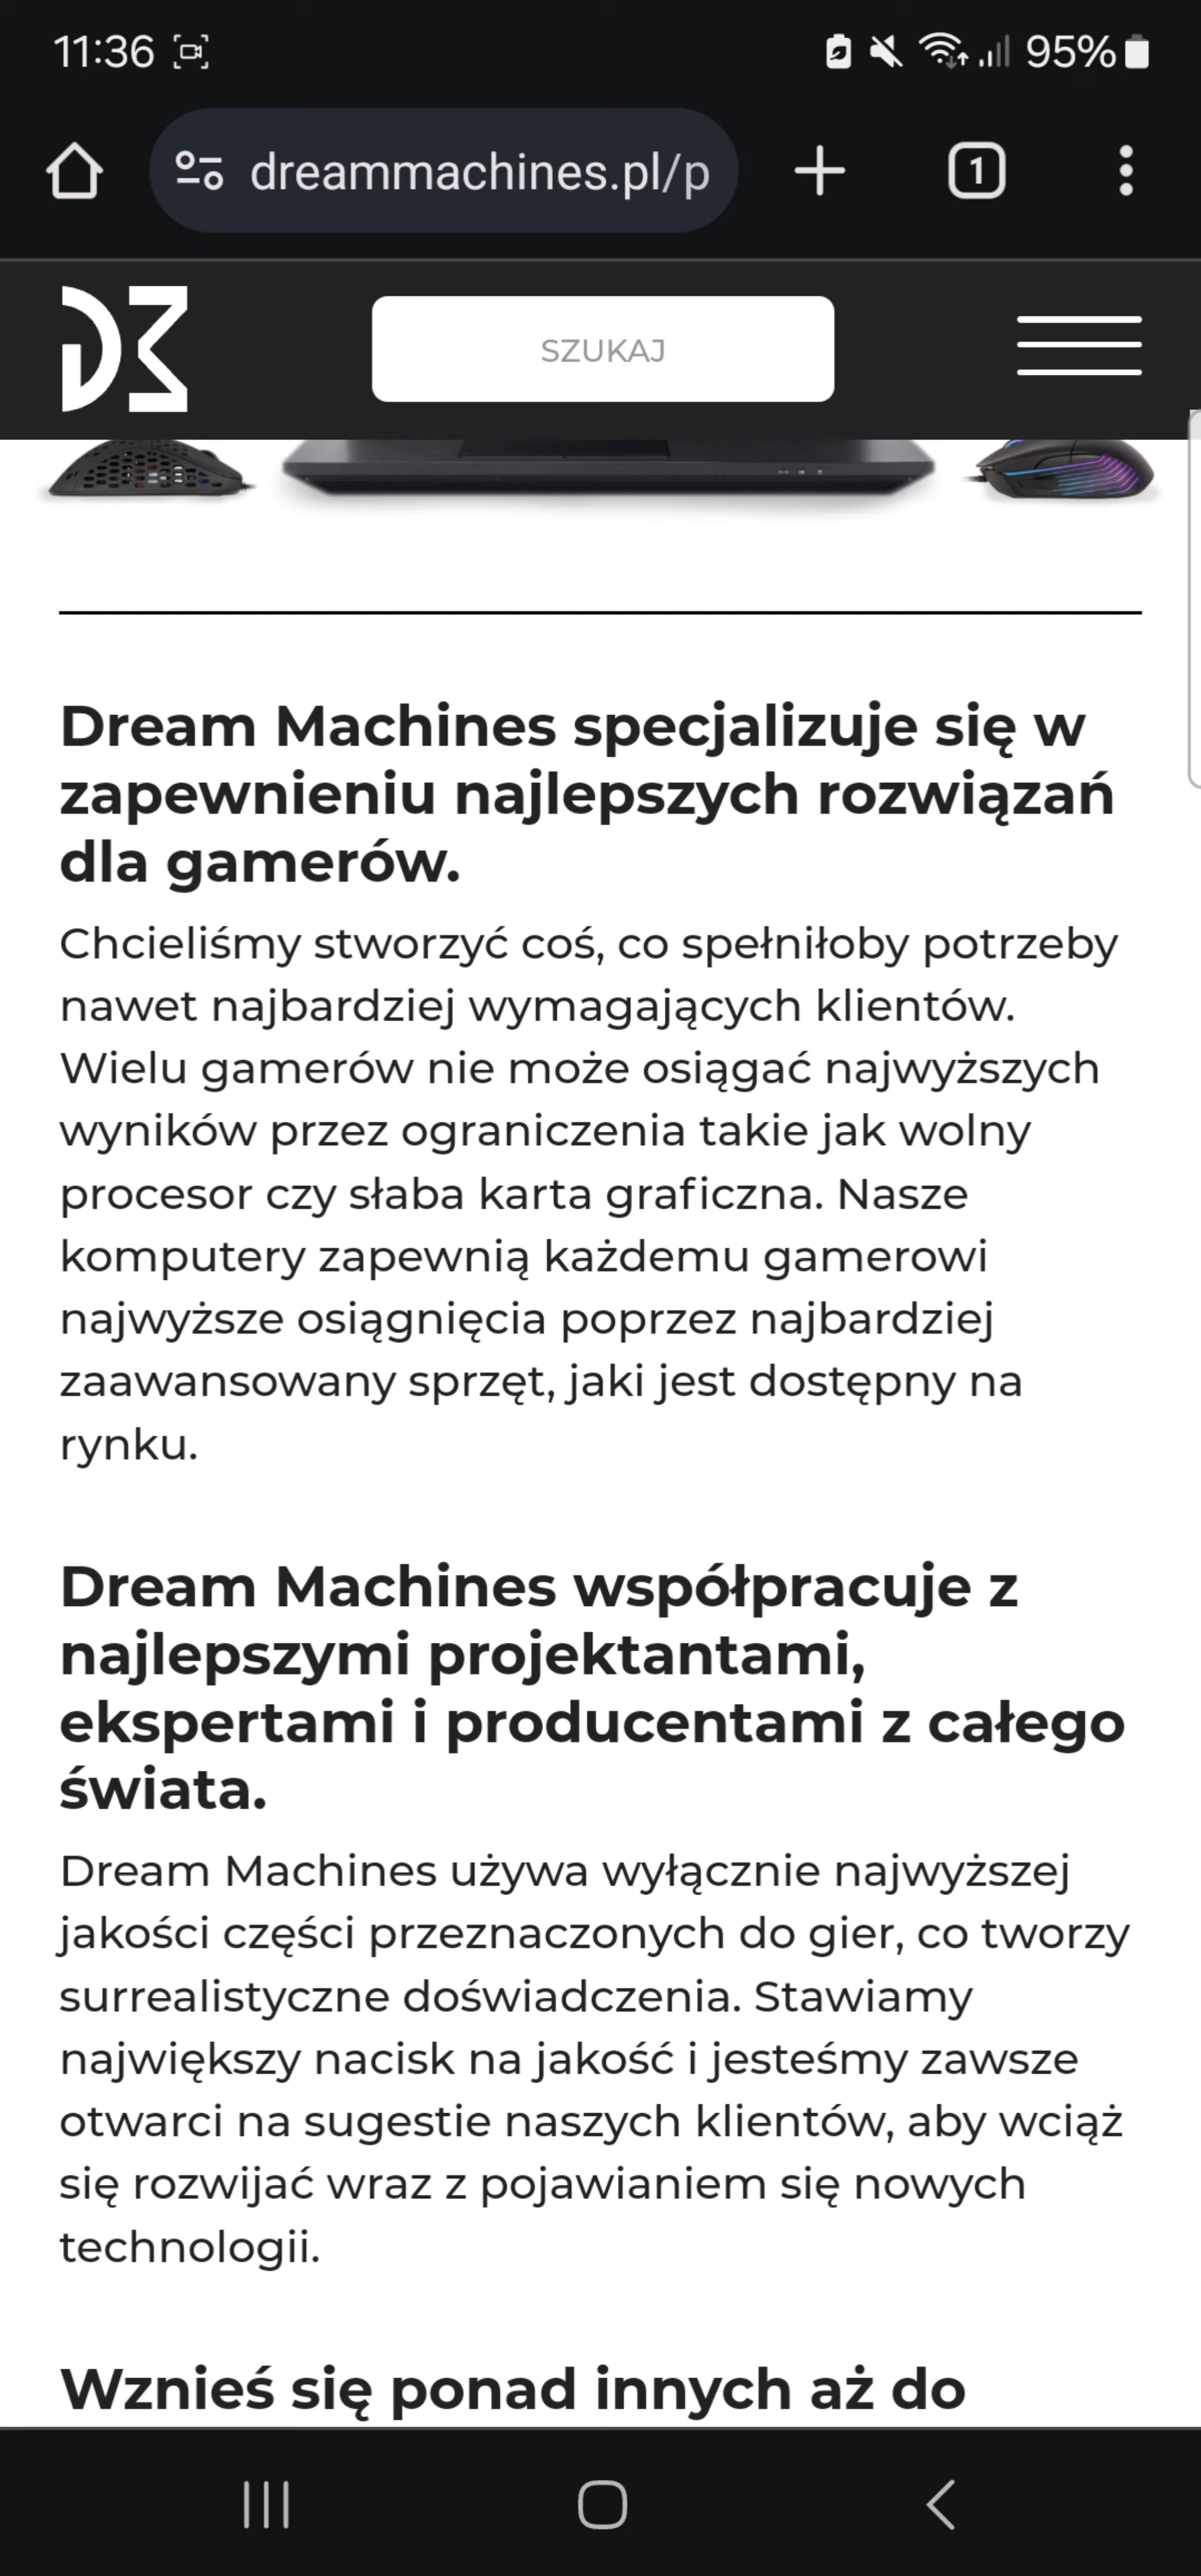 11:36
95%
dreammachines.pl/p
1
SZUKAJ
Dream Machines specjalizuje się w
zapewnieniu najlepszych rozwiązań
dla gamerów.
Chcieliśmy stworzyć coś, co spełniłoby potrzeby
nawet najbardziej wymagających klientów.
Wielu gamerów nie może osiągać najwyższych
wyników przez ograniczenia takie jak wolny
procesor czy słaba karta graficzna. Nasze
komputery zapewnią każdemu gamerowi
najwyższe osiągnięcia poprzez najbardziej
zaawansowany sprzęt, jaki jest dostępny na
rynku.
Dream Machines współpracuje z
najlepszymi projektantami,
ekspertami i producentami z całego
świata.
Dream Machines używa wyłącznie najwyższej
jakości części przeznaczonych do gier, co tworzy
surrealistyczne doświadczenia. Stawiamy
największy nacisk na jakość i jesteśmy zawsze
otwarci na sugestie naszych klientów, aby wciąż
się rozwijać wraz z pojawianiem się nowych
technologii.
Wznieś się ponad innych aż do